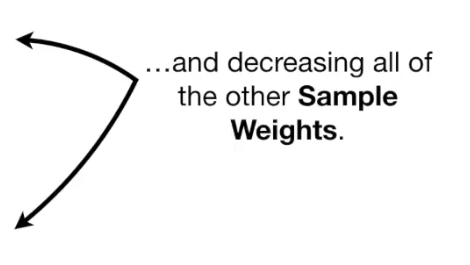 …and decreasing all of
the other Sample
Weights.